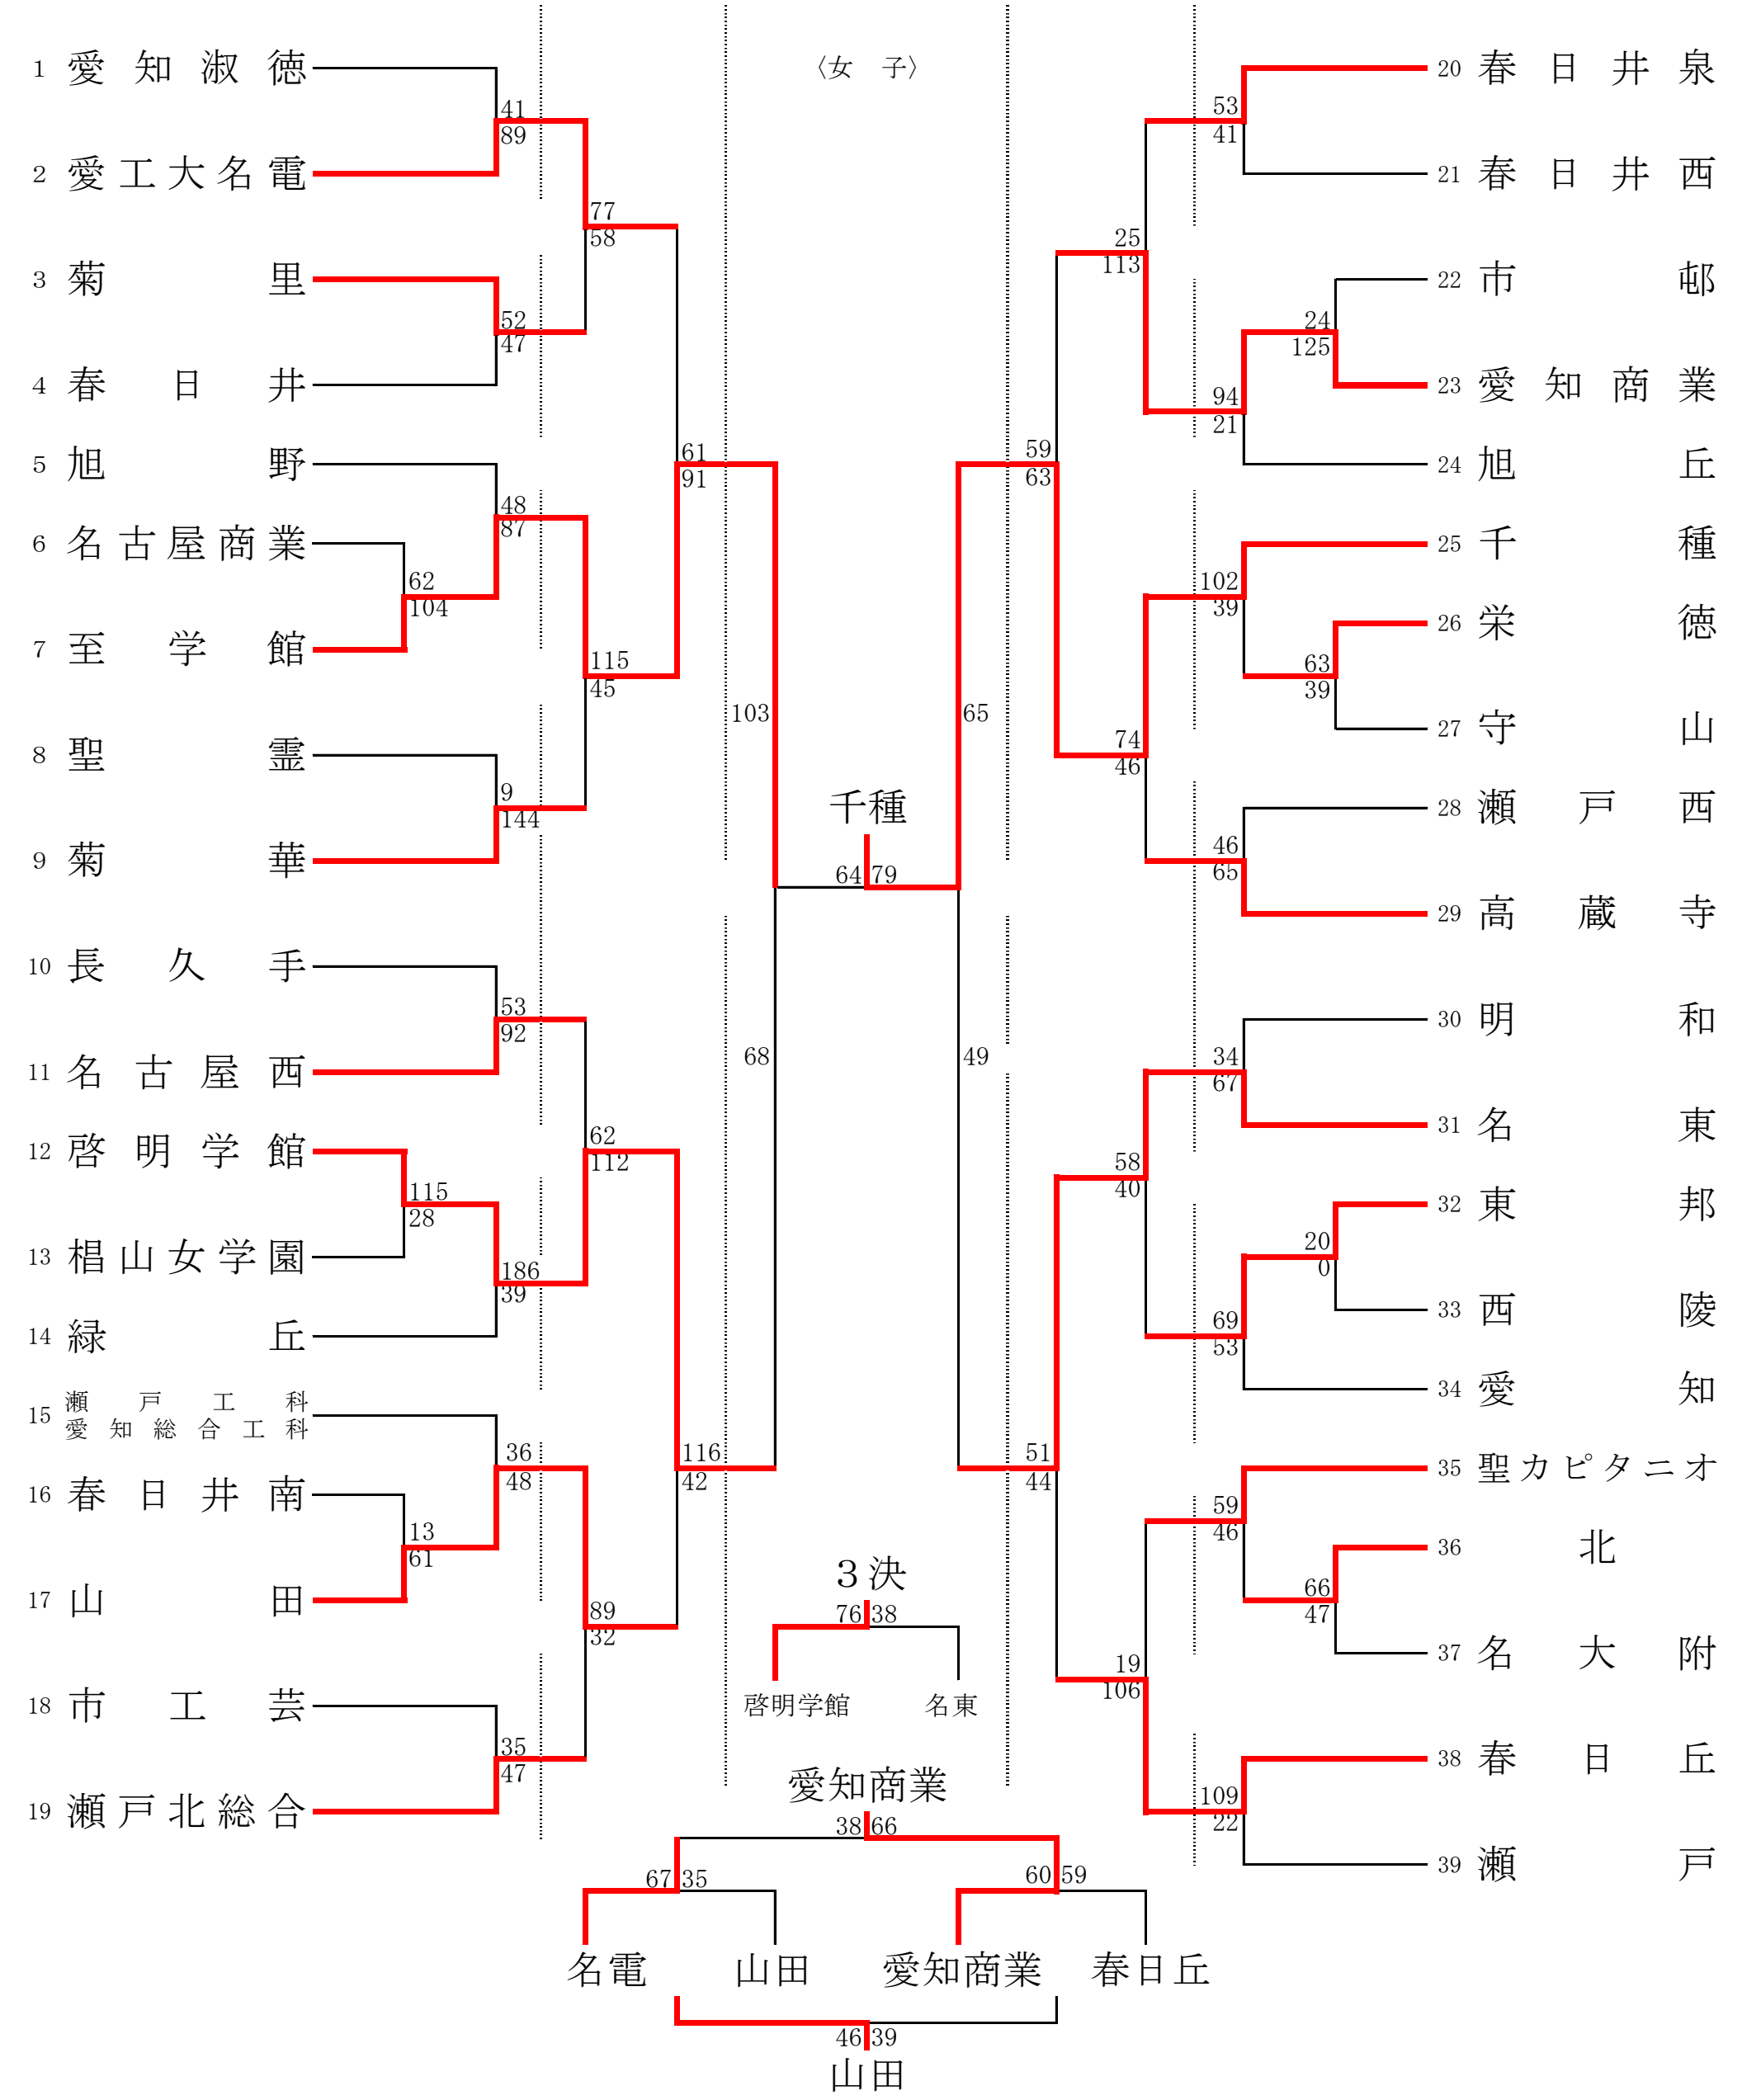 〈女　子〉
1 愛知淑徳
2 愛工大名電
3 菊里
4 春日井
5 旭野
6 名古屋商業
7 至学館
8 聖霊
9 菊華
10 長久手
11 名古屋西
12 啓明学館
13 椙山女学園
14 緑丘
15 瀬戸工科
愛知総合工科
16 春日井南
17 山田
18 市工芸
19 瀬戸北総合
41
89
52
47
48
87
62
104
9
144
53
92
115
28
186
39
36
48
13
61
35
47
77
58
115
45
62
112
89
32
61
91
116
42
103
68
千種
64 79
65
49
59
63
51
44
25
113
74
46
58
40
19
106
53
41
24
125
94
21
102
39
63
39
46
65
34
67
20
0
69
53
59
46
66
47
109
22
20 春日井泉
21 春日井西
22 市邨
23 愛知商業
24 旭丘
25 千種
26 栄徳
27 守山
28 瀬戸西
29 高蔵寺
30 明和
31 名東
32 東邦
33 西陵
34 愛知
35 聖カピタニオ
36 北
37 名大附
38 春日丘
39 瀬戸
３決
76 38
啓明学館 名東
愛知商業
38 66
67 35 60 59
名電 山田 愛知商業 春日丘
46 39
山田